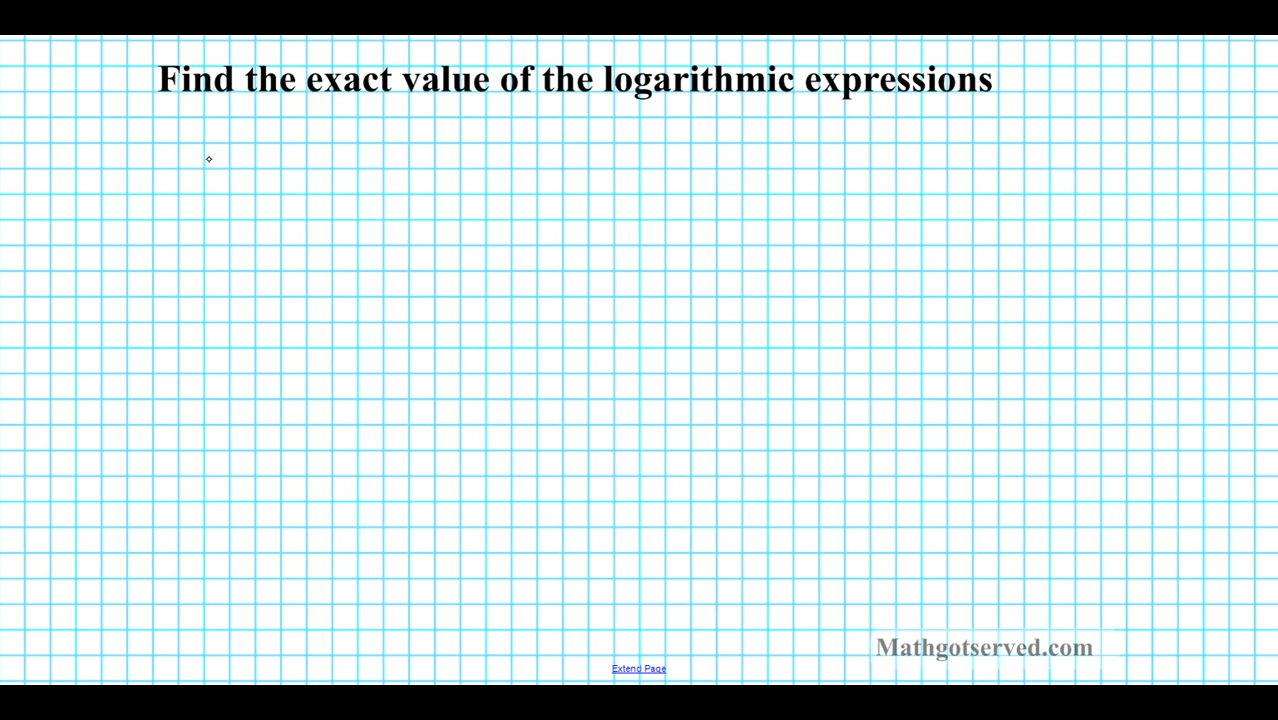 Find the exact value of the logarithmic expressions
Mathgotserved.com
Extend Page